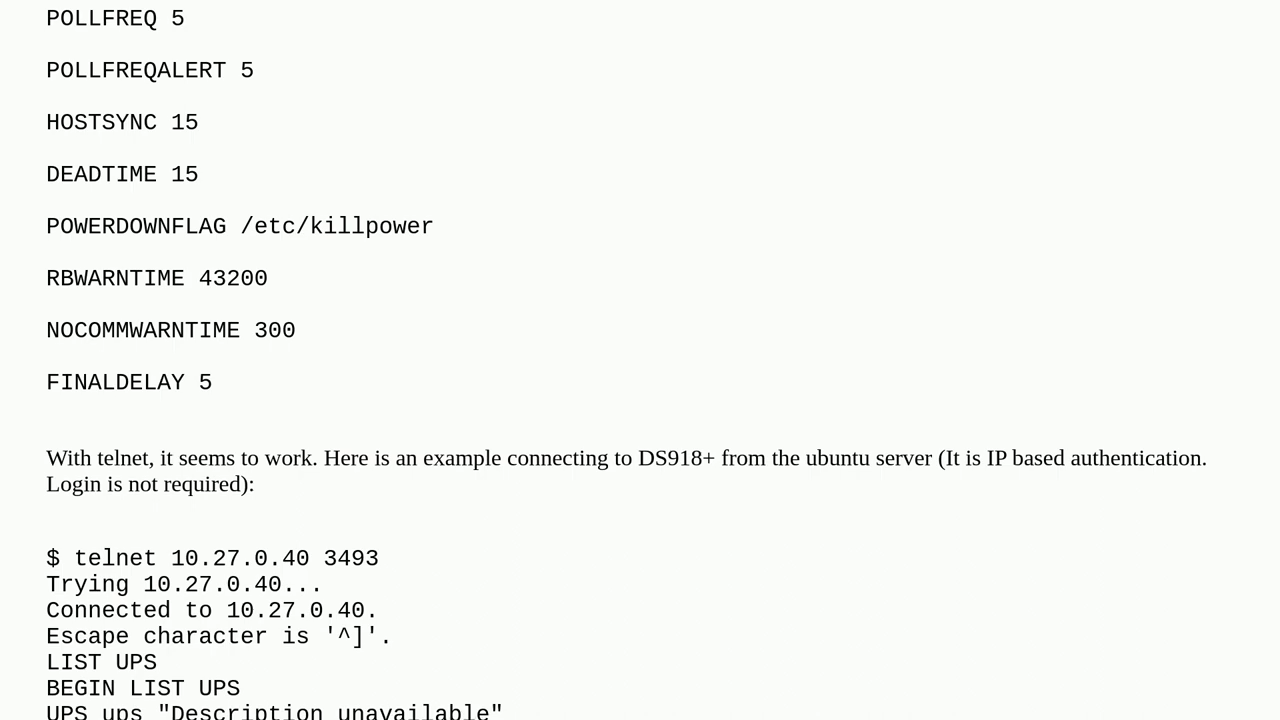 POLLFREQ 5
POLLFREQALERT 5
HOSTSYNC 15
DEADTIME 15
POWERDOWNFLAG /etc/killpower
RBWARNTIME 43200
NOCOMMWARNTIME 300
FINALDELAY 5
With telnet, it seems to work. Here is an example connecting to DS918+ from the ubuntu server (It is IP based authentication.
Login is not required):
$ telnet 10.27.0.40 3493
Trying 10.27.0.40...
Connected to 10.27.0.40.
Escape character is '^]'.
LIST UPS
BEGIN LIST UPS
UPS ups "Description unavailable"